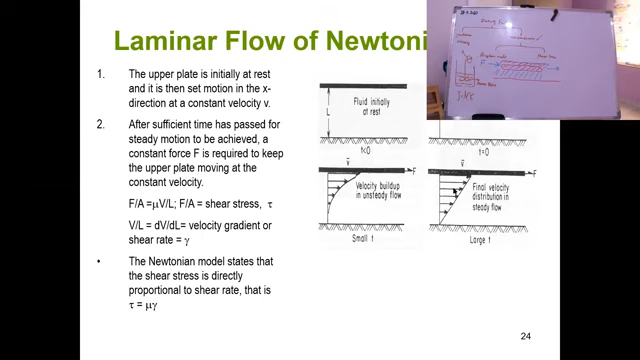 Laminar Flow of Newtoni
1. The upper plate is initially at rest
and it is then set motion in the x-
direction at a constant velocity v.
2. After sufficient time has passed for
steady motion to be achieved, a
constant force F is required to keep
the upper plate moving at the
constant velocity.
F/A =μV/L; F/A = shear stress, τ
V/L = dV/dL= velocity gradient or
shear rate = γ
• The Newtonian model states that
the shear stress is directly
proportional to shear rate, that is
τ = μγ
L
Fluid initially
at rest
t<0
t=0
V
F
Velocity buildup
in unsteady flow
Small t
V
F
Final velocity
distribution in
steady flow
Large t
24